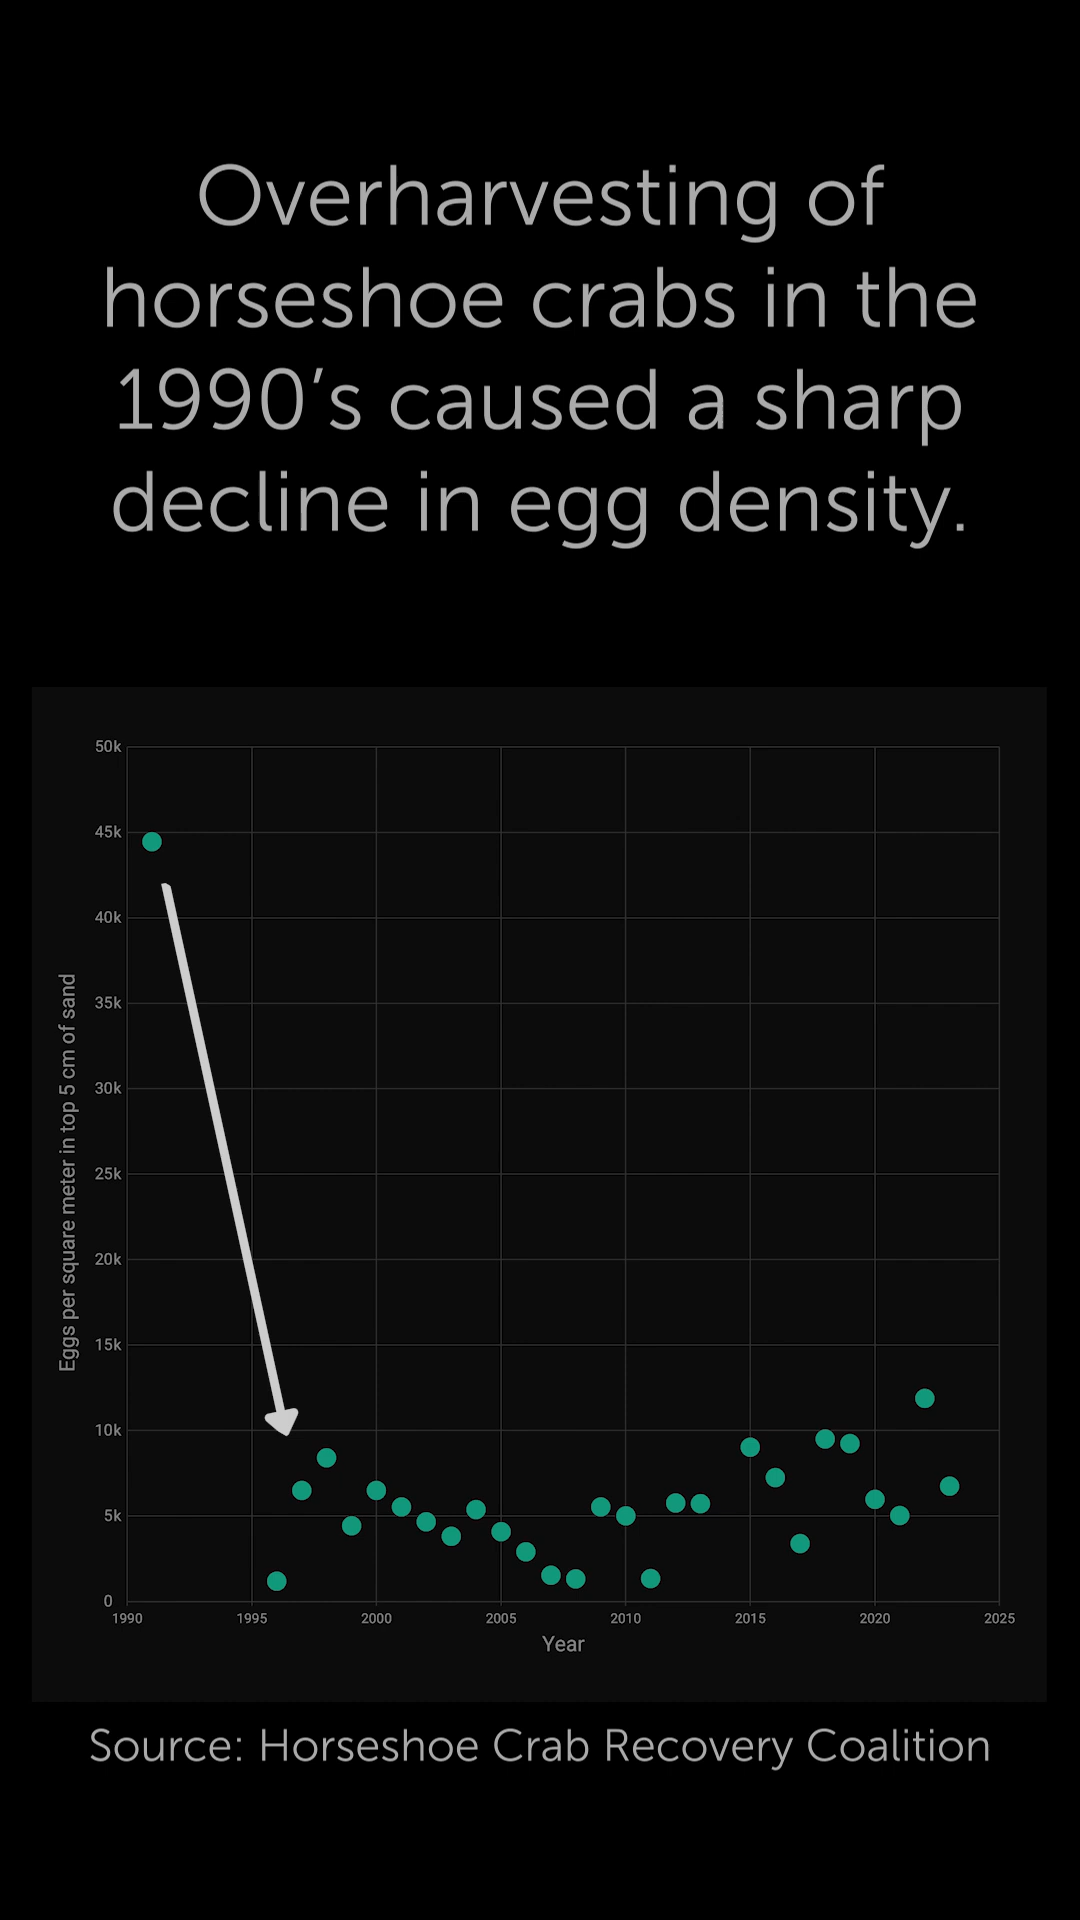 Overharvesting of
horseshoe crabs in the
1990’s caused a sharp
decline in egg density.
50k
45k
40k
35k
30k
25k
20k
15k
10k
5k
0
Eggs per square meter in top 5 cm of sand
1990 1995 2000 2005 2010 2015 2020 2025
Year
Source: Horseshoe Crab Recovery Coalition